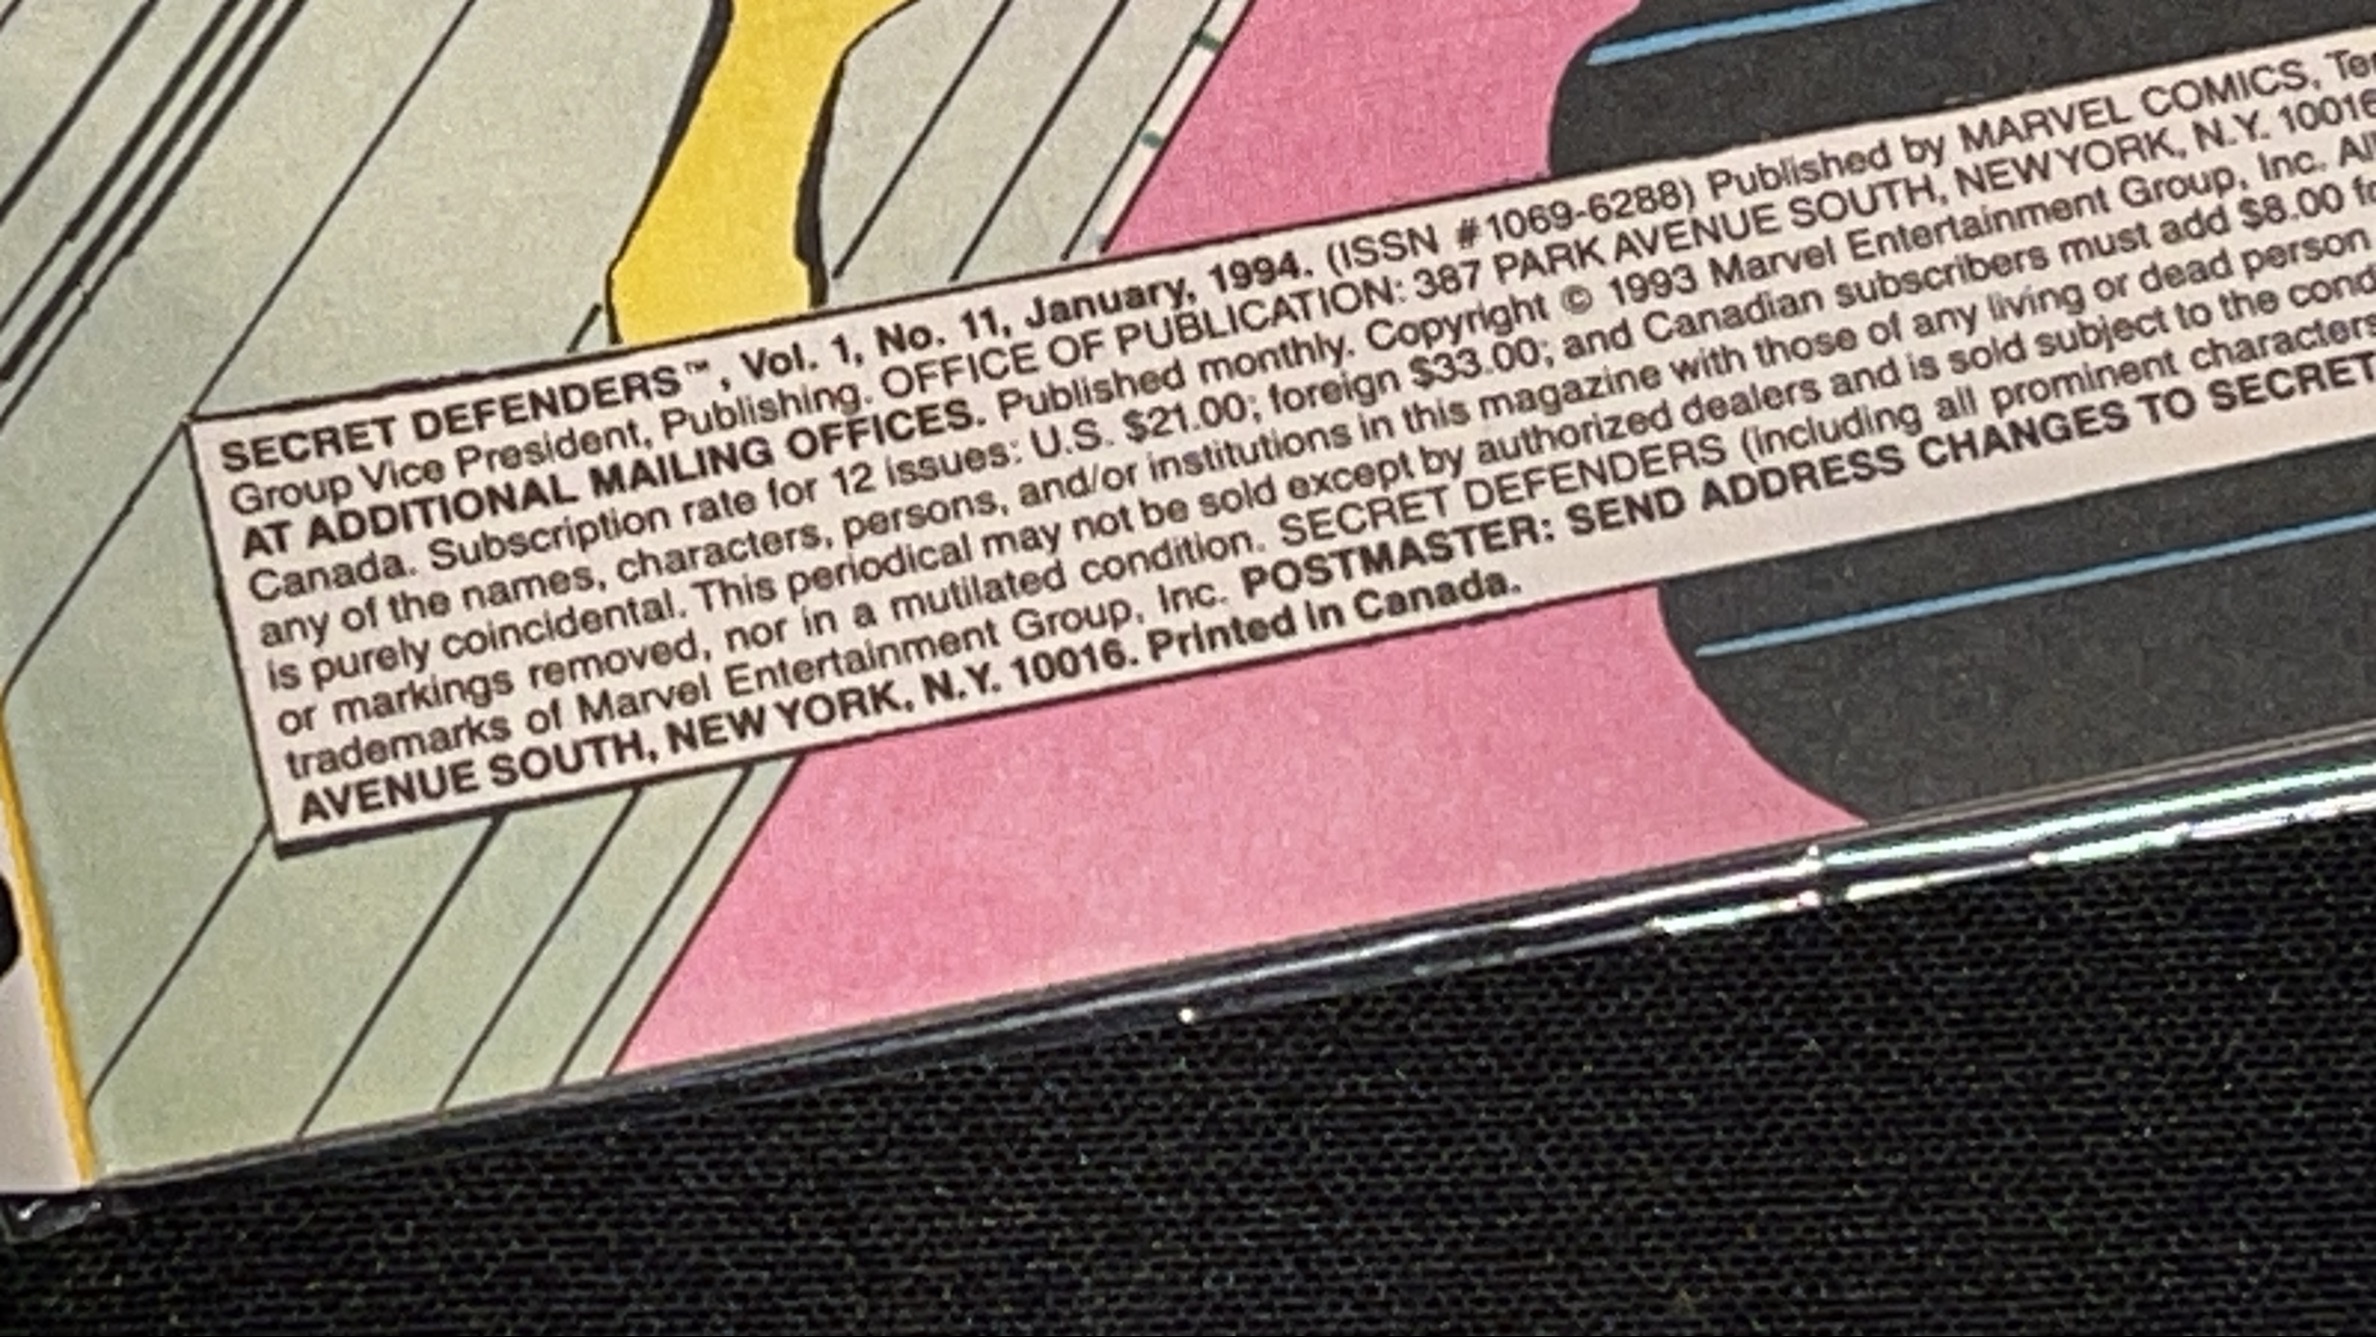 SECRET DEFENDERS™, Vol. 1, No. 11, January, 1994. (ISSN #1069-6288) Published by MARVEL COMICS,
Group Vice President, Publishing. OFFICE OF PUBLICATION: 387 PARK AVENUE SOUTH, NEW YORK, N.Y. 10016
AT ADDITIONAL MAILING OFFICES. Published monthly. Copyright © 1993 Marvel Entertainment Group, Inc. All
Canada. Subscription rate for 12 issues: U.S. $21.00; foreign $33.00; and Canadian subscribers must add $8.00
any of the names, characters, persons, and/or institutions in this magazine with those of any living or dead person
is purely coincidental. This periodical may not be sold except by authorized dealers and is sold subject to the
or markings removed, nor in a mutilated condition. SECRET DEFENDERS (including all prominent characters
trademarks of Marvel Entertainment Group, Inc. POSTMASTER: SEND ADDRESS CHANGES TO SECRET
AVENUE SOUTH, NEW YORK, N.Y. 10016. Printed in Canada.